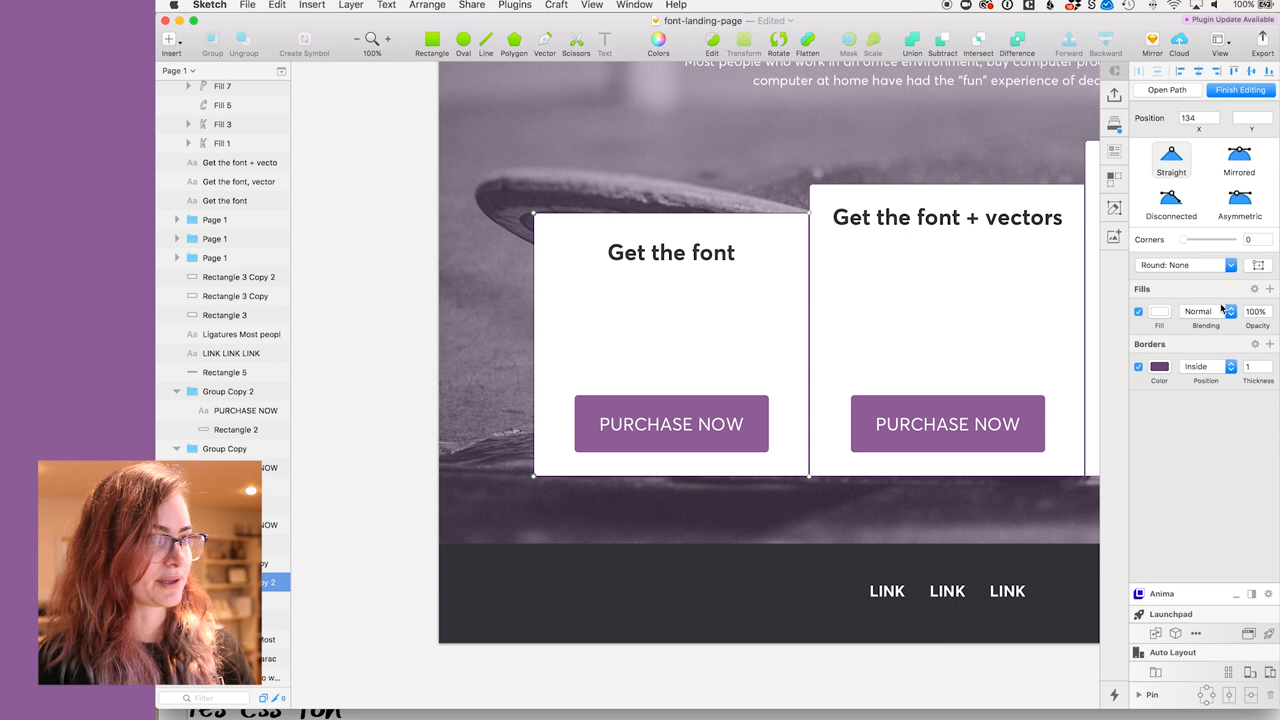 Sketch File Edit Insert Layer Text Arrange Share Plugins Craft View Window Help
100%
font-landing-page — Edited
Plugin Update Available
Insert
Group
Ungroup
Create Symbol
100%
Rectangle
Oval
Line
Polygon
Vector
Scissors
Text
Colors
Edit
Transform
Rotate
Flatten
Mask
Scale
Union
Subtract
Intersect
Difference
Forward
Backward
Mirror
Cloud
View
Export
Page 1
Fill 7
Fill 5
Fill 3
Fill 1
Get the font + vecto
Get the font, vector
Get the font
Page 1
Page 1
Page 1
Rectangle 3 Copy 2
Rectangle 3 Copy
Rectangle 3
Ligatures Most peopl
LINK LINK LINK
Rectangle 5
Group Copy 2
PURCHASE NOW
Rectangle 2
Group Copy
Filter
0
computer at home have had the “fun” experience of dec
Get the font
Get the font + vectors
PURCHASE NOW
PURCHASE NOW
LINK
LINK
LINK
Open Path
Finish Editing
Position
134
X
Y
Straight
Mirrored
Disconnected
Asymmetric
Corners
0
Round: None
Fills
Normal
100%
Fill
Blending
Opacity
Borders
Inside
1
Color
Position
Thickness
Anima
Launchpad
Auto Layout
Pin